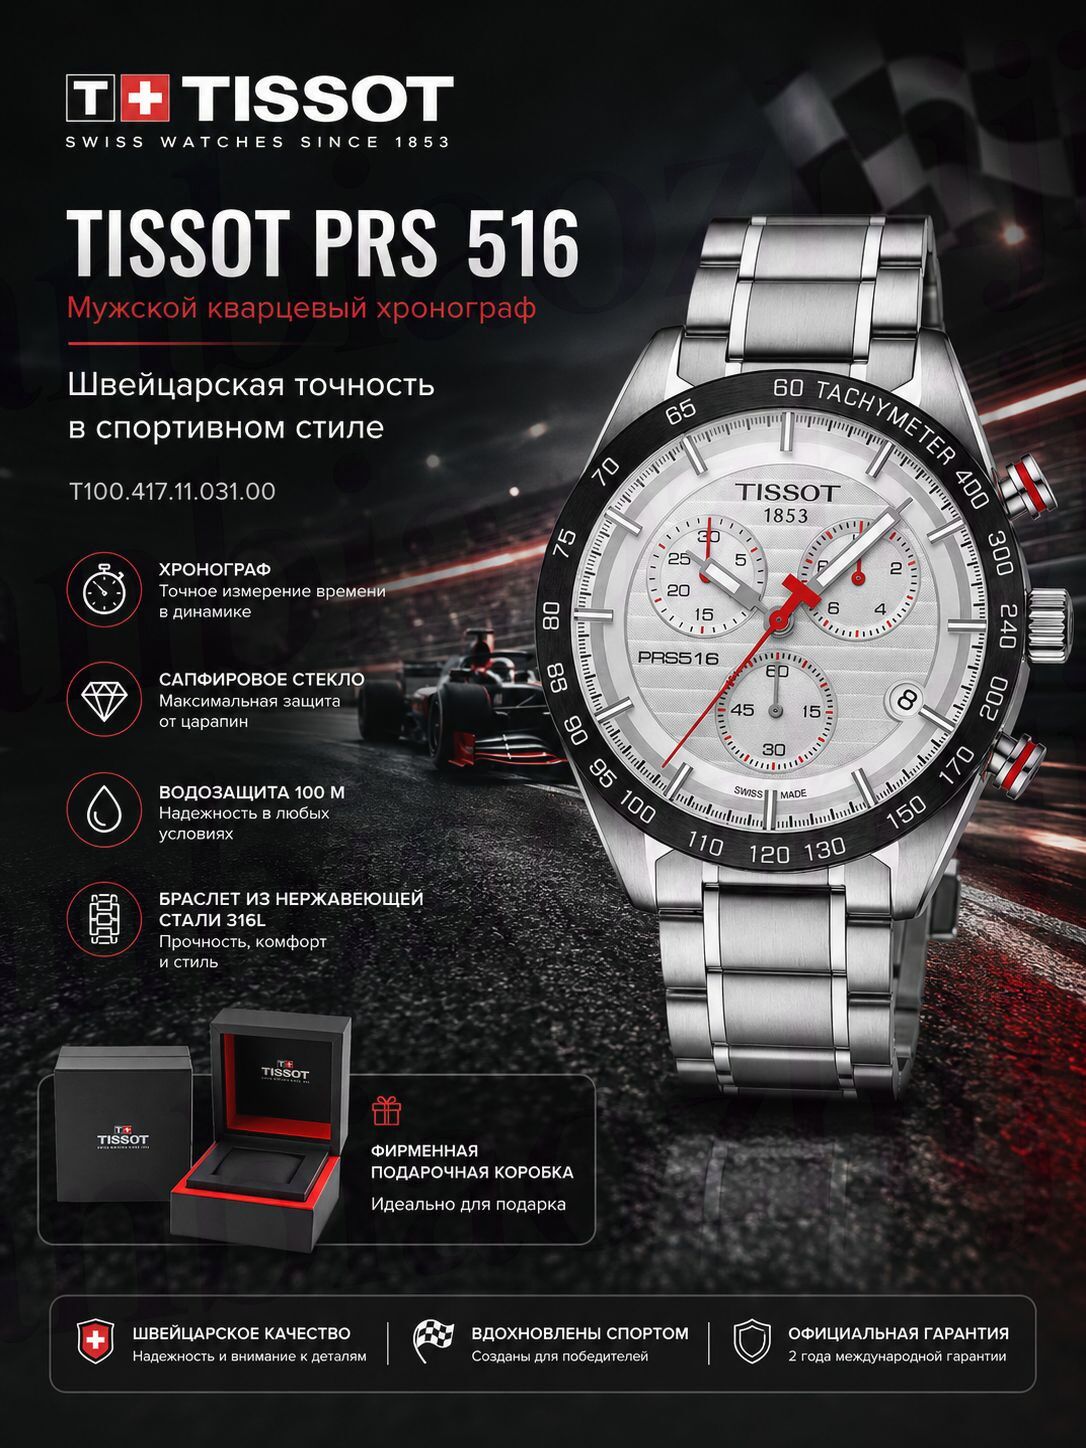 T+ TISSOT
SWISS WATCHES SINCE 1853
TISSOT PRS 516
Мужской кварцевый хронограф
Швейцарская точность
в спортивном стиле
T100.417.11.031.00
ХРОНОГРАФ
Точное измерение времени
в динамике
САПФИРОВОЕ СТЕКЛО
Максимальная защита
от царапин
ВОДОЗАЩИТА 100 М
Надежность в любых
условиях
БРАСЛЕТ ИЗ НЕРЖАВЕЮЩЕЙ
СТАЛИ 316L
Прочность, комфорт
и стиль
60 TACHYMETER 400 300 240 200 170 150 130 120 110 100 95 90 85 80 75 70 65
TISSOT
1853
30 5 15 20 25
2 4 6
PRS516
60 15 30 45
8
SWISS MADE
TISSOT
TISSOT
ФИРМЕННАЯ
ПОДАРОЧНАЯ КОРОБКА
Идеально для подарка
ШВЕЙЦАРСКОЕ КАЧЕСТВО
Надежность и внимание к деталям
ВДОХНОВЛЕНЫ СПОРТОМ
Созданы для победителей
ОФИЦИАЛЬНАЯ ГАРАНТИЯ
2 года международной гарантии